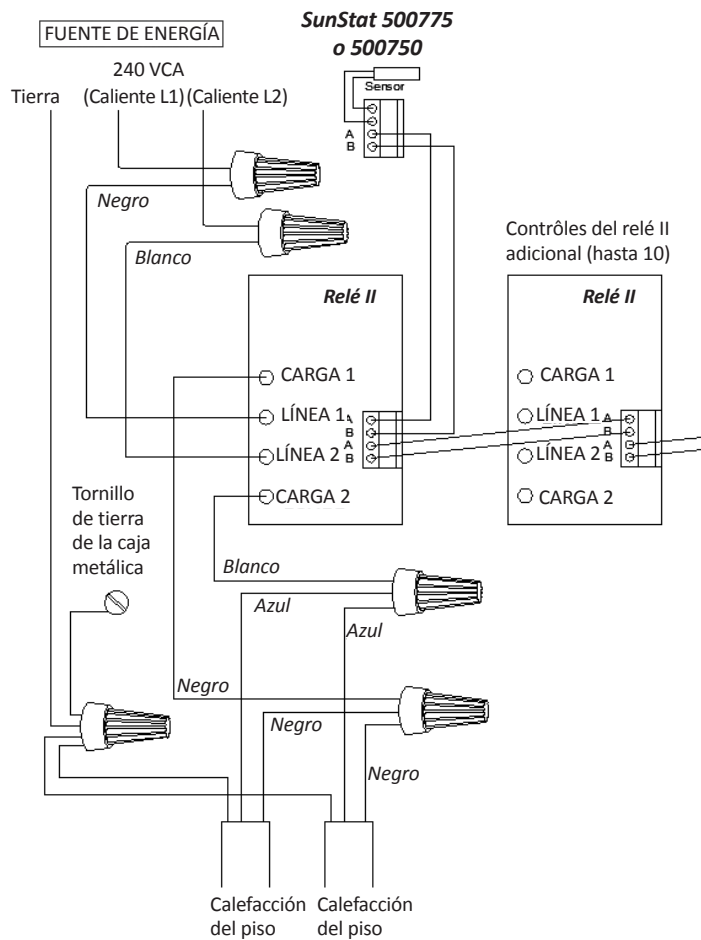 FUENTE DE ENERGÍA
240 VCA
Tierra
(Caliente L1)
(Caliente L2)
SunStat 500775
o 500750
Sensor
A
B
Negro
Blanco
Contrôles del relé II
adicional (hasta 10)
Relé II
CARGA 1
LÍNEA 1
LÍNEA 2
CARGA 2
A
B
A
B
Relé II
CARGA 1
LÍNEA 1
LÍNEA 2
CARGA 2
A
B
A
B
Tornillo
de tierra
de la caja
metálica
Blanco
Azul
Azul
Negro
Negro
Negro
Calefacción
del piso
Calefacción
del piso